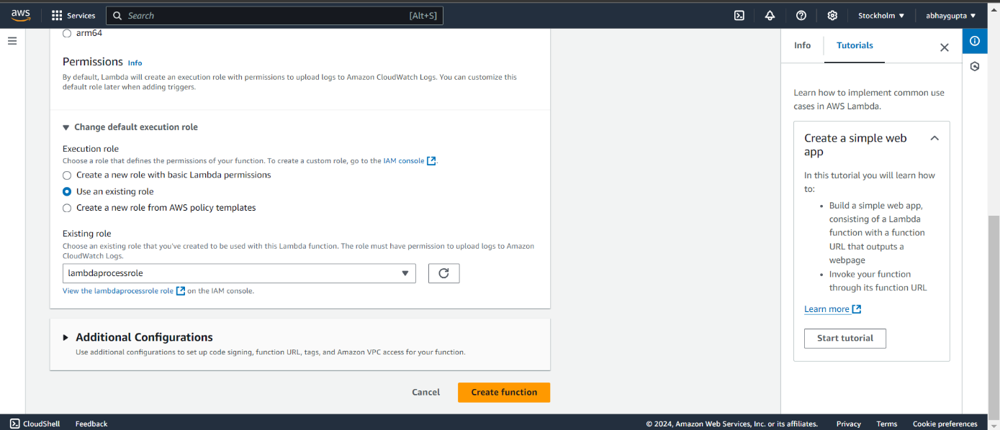 aws
Services
Search
[Alt+S]
Stockholm
abhaygupta
arm64
Permissions Info
By default, Lambda will create an execution role with permissions to upload logs to Amazon CloudWatch Logs. You can customize this
default role later when adding triggers.
Change default execution role
Execution role
Choose a role that defines the permissions of your function. To create a custom role, go to the IAM console.
Create a new role with basic Lambda permissions
Use an existing role
Create a new role from AWS policy templates
Existing role
Choose an existing role that you've created to be used with this Lambda function. The role must have permission to upload logs to Amazon
CloudWatch Logs.
lambdaprocessrole
View the lambdaprocessrole role on the IAM console.
Additional Configurations
Use additional configurations to set up code signing, function URL, tags, and Amazon VPC access for your function.
Cancel
Create function
Info
Tutorials
Learn how to implement common use
cases in AWS Lambda.
Create a simple web
app
In this tutorial you will learn how
to:
• Build a simple web app,
consisting of a Lambda
function with a function
URL that outputs a
webpage
• Invoke your function
through its function URL
Learn more
Start tutorial
CloudShell
Feedback
© 2024, Amazon Web Services, Inc. or its affiliates.
Privacy
Terms
Cookie preferences